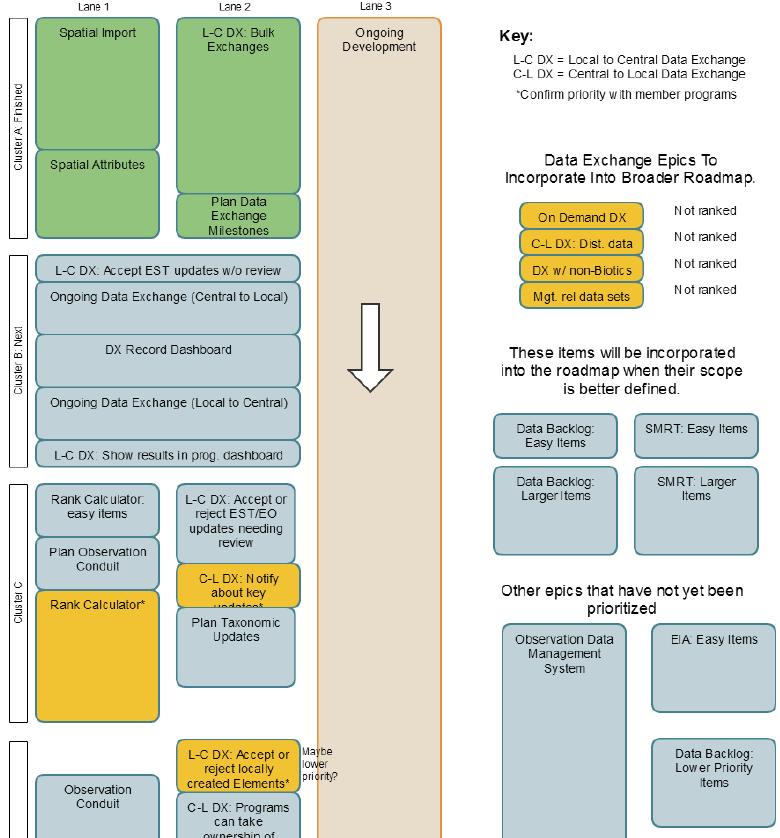 Lane 1
Lane 2
Lane 3
Cluster A: Finished
Spatial Import
Spatial Attributes
L-C DX: Bulk
Exchanges
Plan Data
Exchange
Milestones
Ongoing
Development
Cluster B: Next
L-C DX: Accept EST updates w/o review
Ongoing Data Exchange (Central to Local)
DX Record Dashboard
Ongoing Data Exchange (Local to Central)
L-C DX: Show results in prog. dashboard
Cluster C
Rank Calculator:
easy items
Plan Observation
Conduit
Rank Calculator*
L-C DX: Accept or
reject EST/EO
updates needing
review
C-L DX: Notify
about key
updates*
Plan Taxonomic
Updates
Observation
Conduit
L-C DX: Accept or
reject locally
created Elements*
Maybe
lower
priority?
C-L DX: Programs
can take
ownership of
Key:
L-C DX = Local to Central Data Exchange
C-L DX = Central to Local Data Exchange
*Confirm priority with member programs
Data Exchange Epics To
Incorporate Into Broader Roadmap.
On Demand DX
Not ranked
C-L DX: Dist. data
Not ranked
DX w/ non-Biotics
Not ranked
Mgt. rel data sets
Not ranked
These items will be incorporated
into the roadmap when their scope
is better defined.
Data Backlog:
Easy Items
SMRT: Easy Items
Data Backlog:
Larger Items
SMRT: Larger
Items
Other epics that have not yet been
prioritized
Observation Data
Management
System
EIA: Easy Items
Data Backlog:
Lower Priority
Items